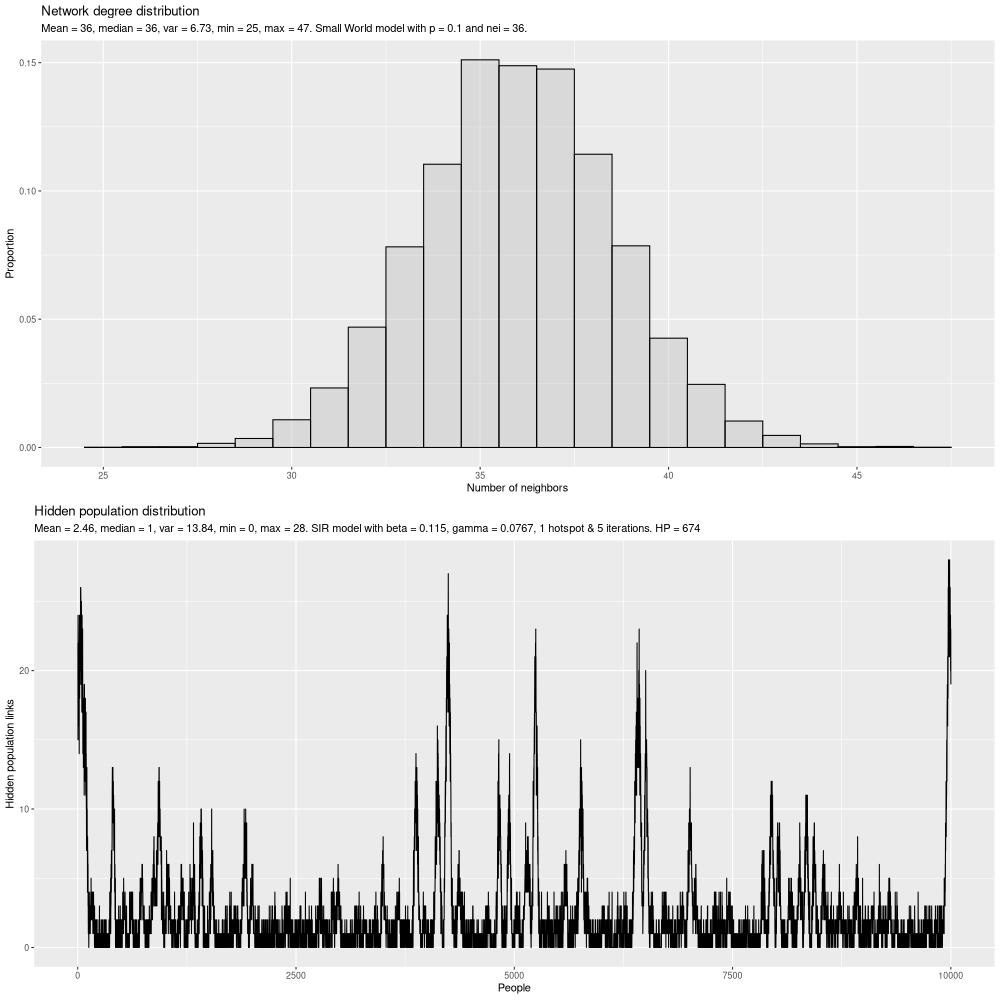 Network degree distribution
Mean = 36, median = 36, var = 6.73, min = 25, max = 47. Small World model with p = 0.1 and nei = 36.
0.15
0.10
0.05
0.00
Proportion
25 30 35 40 45
Number of neighbors
Hidden population distribution
Mean = 2.46, median = 1, var = 13.84, min = 0, max = 28. SIR model with beta = 0.115, gamma = 0.0767, 1 hotspot & 5 iterations. HP = 674
20
10
0
Hidden population links
0 2500 5000 7500 10000
People